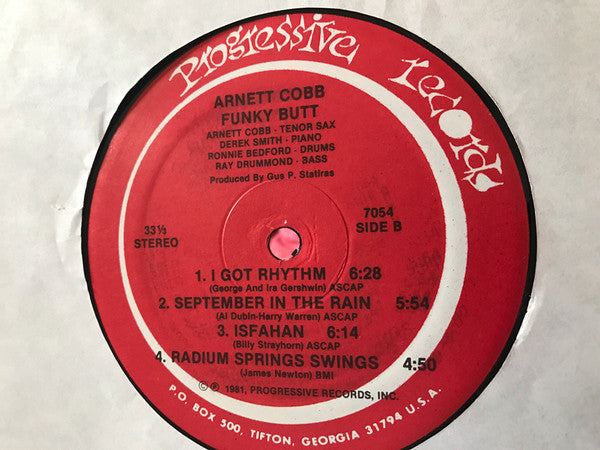 Progressive records
ARNETT COBB
FUNKY BUTT
ARNETT COBB - TENOR SAX
DEREK SMITH - PIANO
RONNIE BEDFORD - DRUMS
RAY DRUMMOND - BASS
Produced By Gus P. Statiras
33⅓
STEREO
7054
SIDE B
1. I GOT RHYTHM 6:28
(George And Ira Gershwin) ASCAP
2. SEPTEMBER IN THE RAIN 5:54
(Al Dubin-Harry Warren) ASCAP
3. ISFAHAN 6:14
(Billy Strayhorn) ASCAP
4. RADIUM SPRINGS SWINGS 4:50
(James Newton) BMI
©℗ 1981, PROGRESSIVE RECORDS, INC.
P.O. BOX 500, TIFTON, GEORGIA 31794 U.S.A.